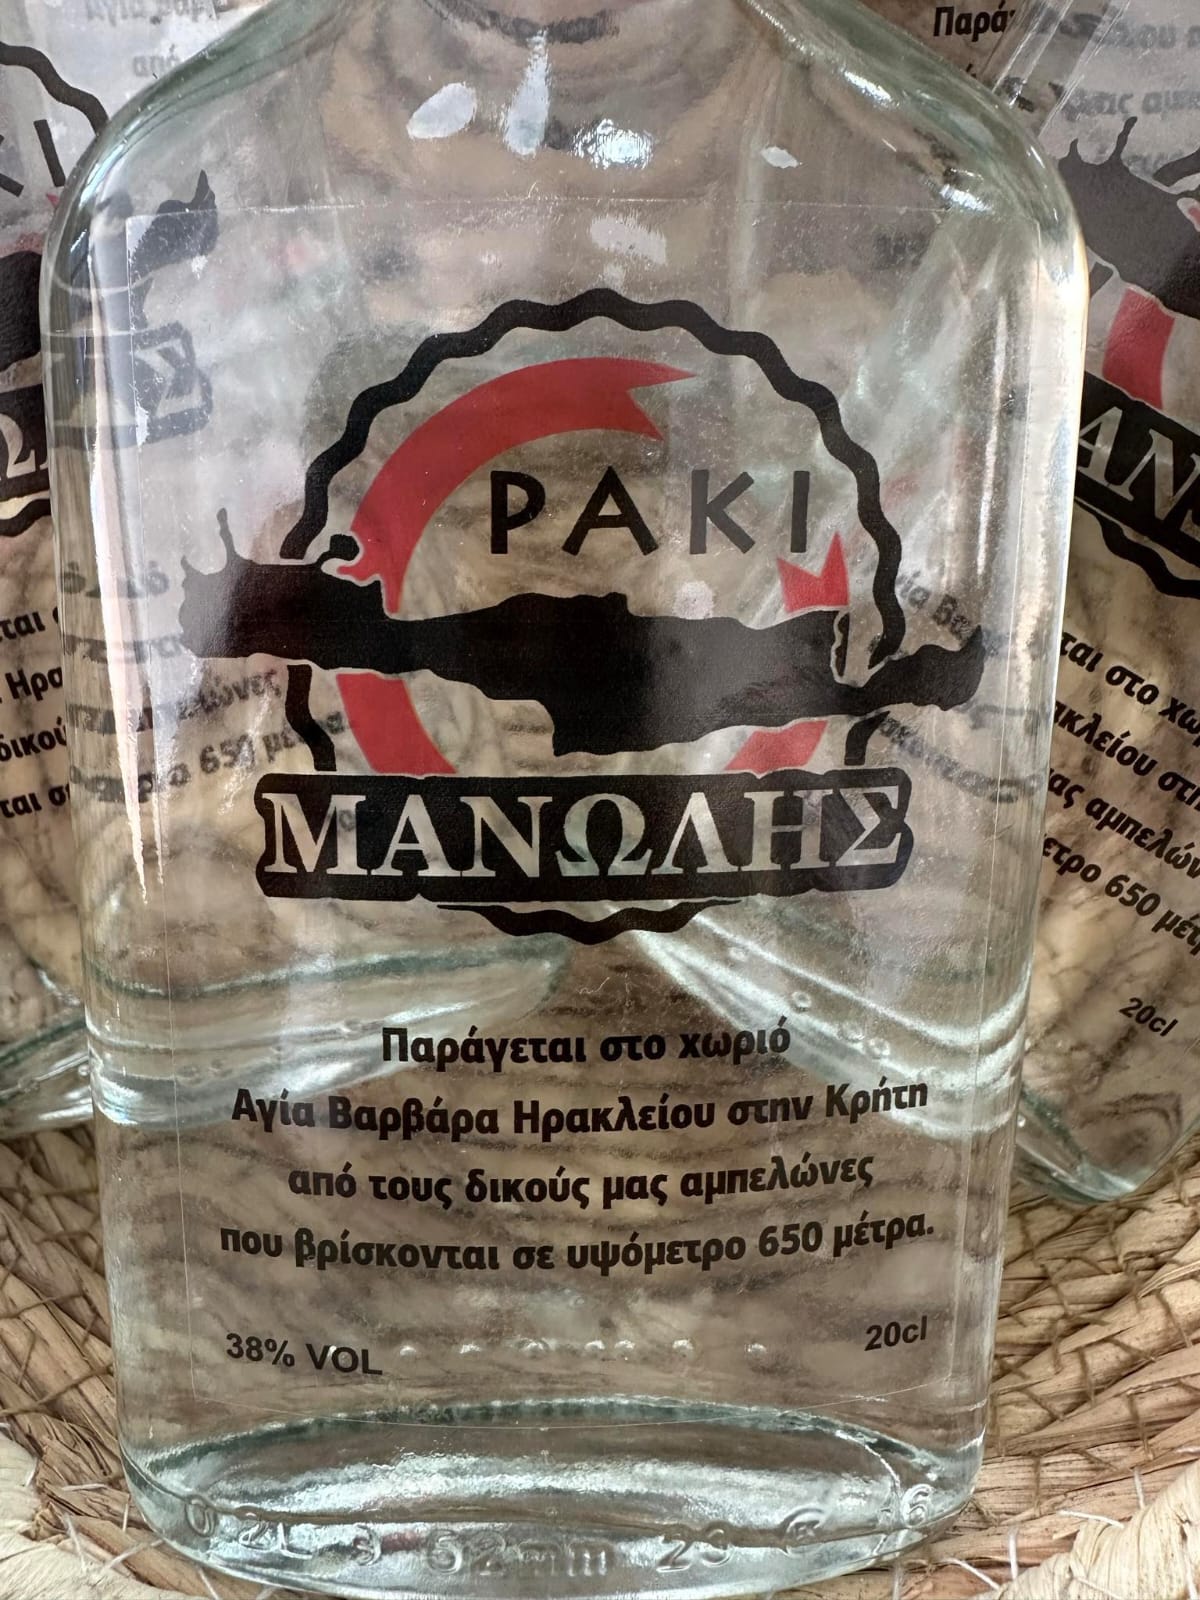 ΡΑΚΙ
ΜΑΝΩΛΗΣ
Παράγεται στο χωριό
Αγία Βαρβάρα Ηρακλείου στην Κρήτη
από τους δικούς μας αμπελώνες
που βρίσκονται σε υψόμετρο 650 μέτρα.
38% VOL
20cl
20cl